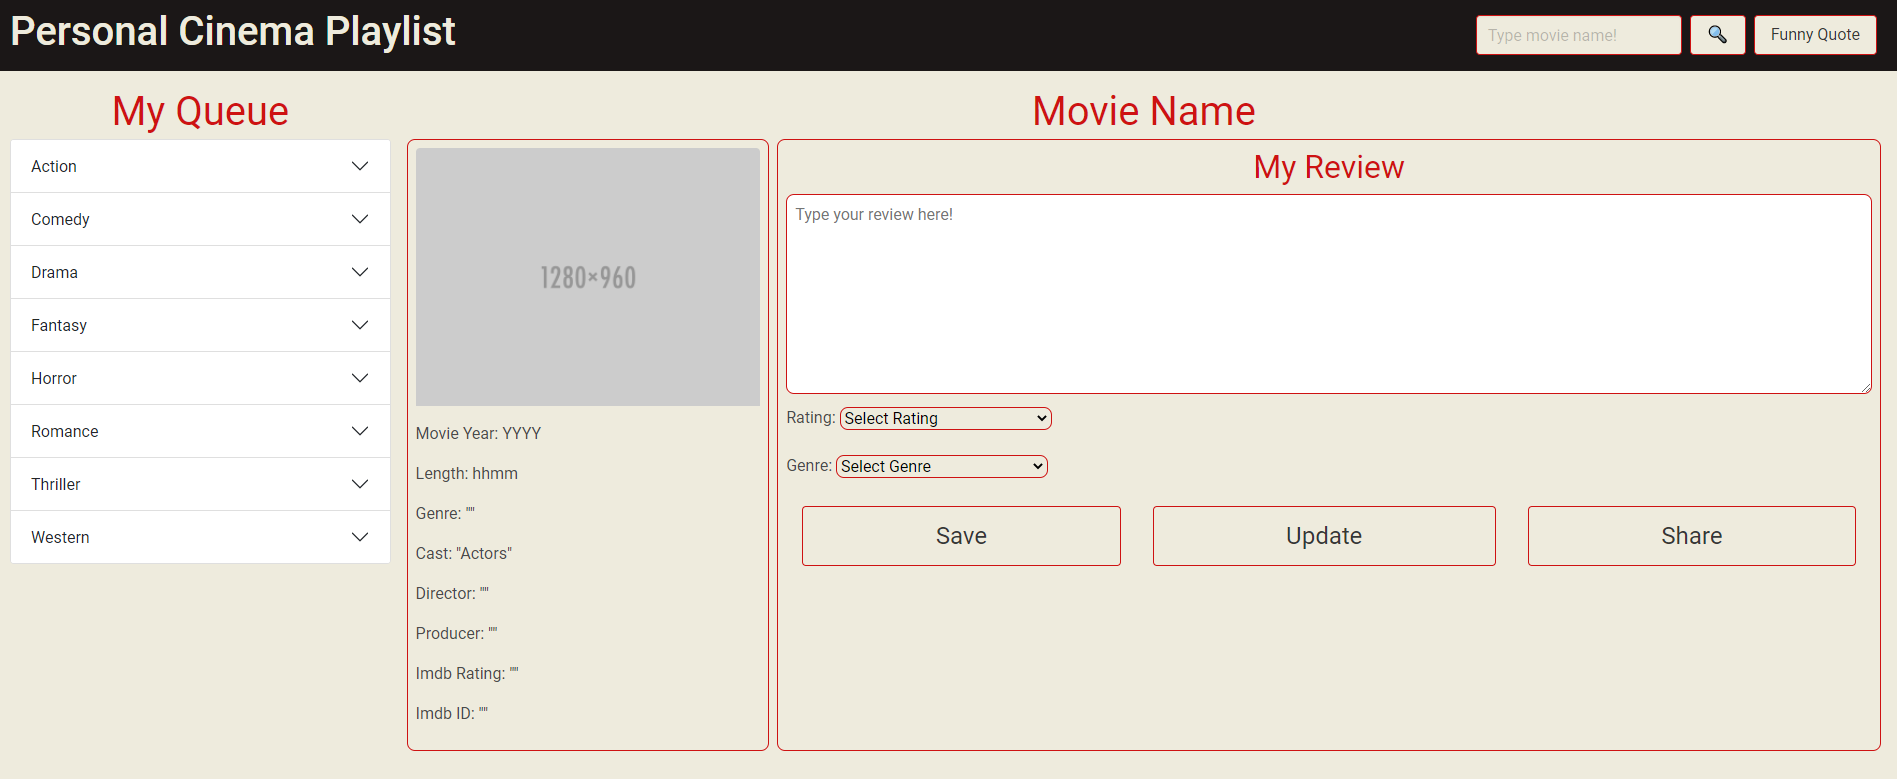 Personal Cinema Playlist
Type movie name!
Funny Quote
My Queue
Action
Comedy
Drama
Fantasy
Horror
Romance
Thriller
Western
Movie Name
1280×960
Movie Year: YYYY
Length: hhmm
Genre: ""
Cast: "Actors"
Director: ""
Producer: ""
Imdb Rating: ""
Imdb ID: ""
My Review
Type your review here!
Rating: Select Rating
Genre: Select Genre
Save
Update
Share